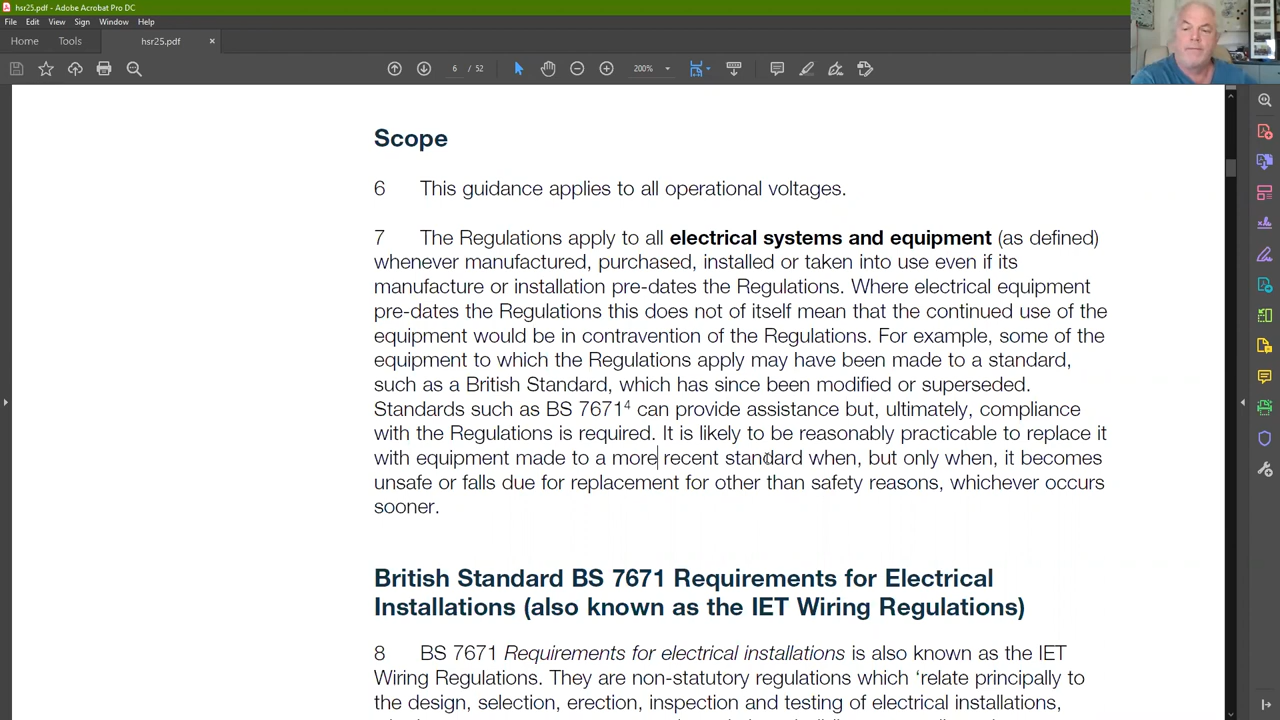 hsr25.pdf - Adobe Acrobat Pro DC
File Edit View Sign Window Help
Home Tools hsr25.pdf ×
6 / 52 200%
Scope
6 This guidance applies to all operational voltages.
7 The Regulations apply to all electrical systems and equipment (as defined)
whenever manufactured, purchased, installed or taken into use even if its
manufacture or installation pre-dates the Regulations. Where electrical equipment
pre-dates the Regulations this does not of itself mean that the continued use of the
equipment would be in contravention of the Regulations. For example, some of the
equipment to which the Regulations apply may have been made to a standard,
such as a British Standard, which has since been modified or superseded.
Standards such as BS 7671⁴ can provide assistance but, ultimately, compliance
with the Regulations is required. It is likely to be reasonably practicable to replace it
with equipment made to a more recent standard when, but only when, it becomes
unsafe or falls due for replacement for other than safety reasons, whichever occurs
sooner.
British Standard BS 7671 Requirements for Electrical
Installations (also known as the IET Wiring Regulations)
8 BS 7671 Requirements for electrical installations is also known as the IET
Wiring Regulations. They are non-statutory regulations which ‘relate principally to
the design, selection, erection, inspection and testing of electrical installations,